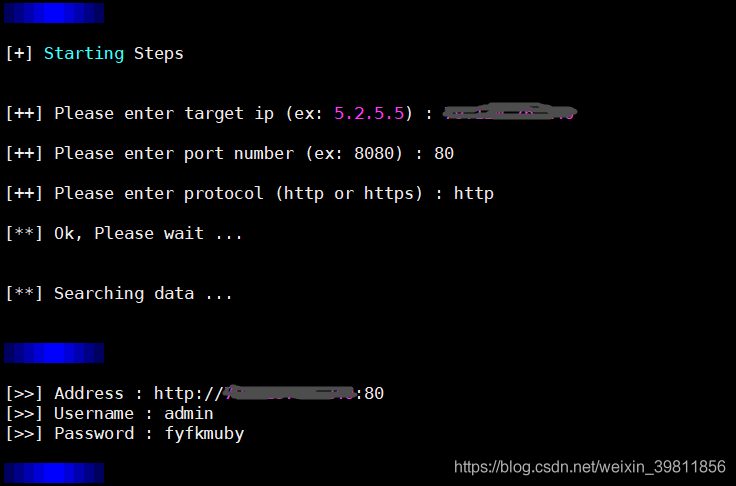 [+] Starting Steps
[++] Please enter target ip (ex: 5.2.5.5) :
[++] Please enter port number (ex: 8080) : 80
[++] Please enter protocol (http or https) : http
[**] Ok, Please wait ...
[**] Searching data ...
[>>] Address : http:// :80
[>>] Username : admin
[>>] Password : fyfkmuby
https://blog.csdn.net/weixin_39811856